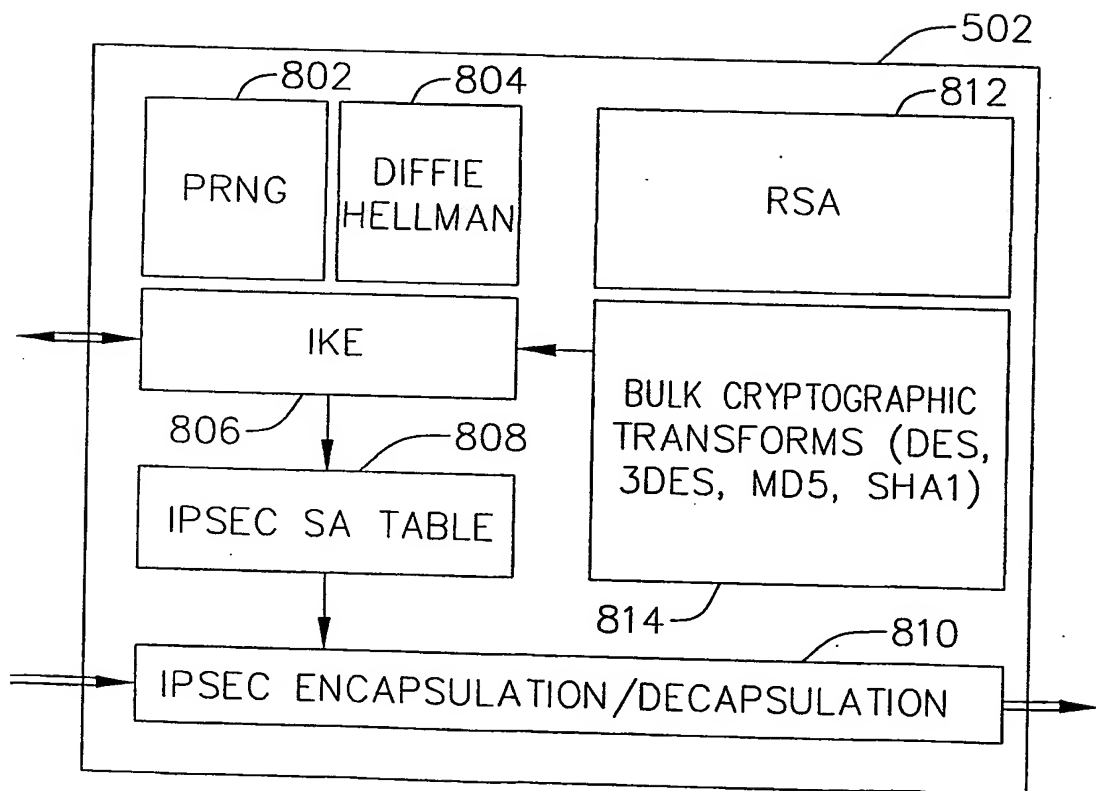 502
802
804
812
PRNG
DIFFIE
HELLMAN
RSA
IKE
806
808
BULK CRYPTOGRAPHIC
TRANSFORMS (DES,
3DES, MD5, SHA1)
IPSEC SA TABLE
814
810
IPSEC ENCAPSULATION/DECAPSULATION